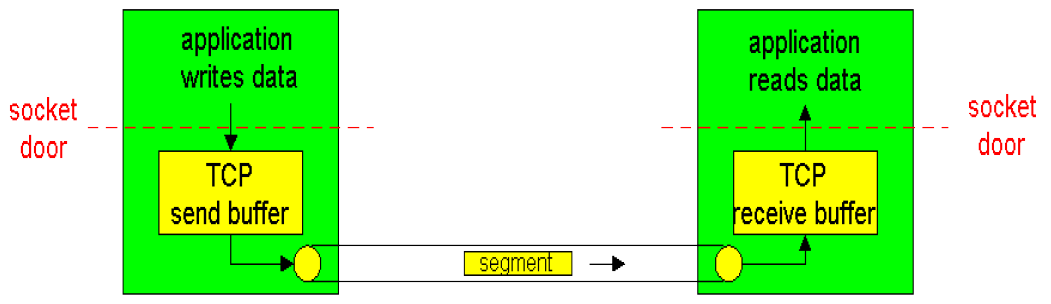 application
writes data
socket
door
TCP
send buffer
segment
application
reads data
socket
door
TCP
receive buffer